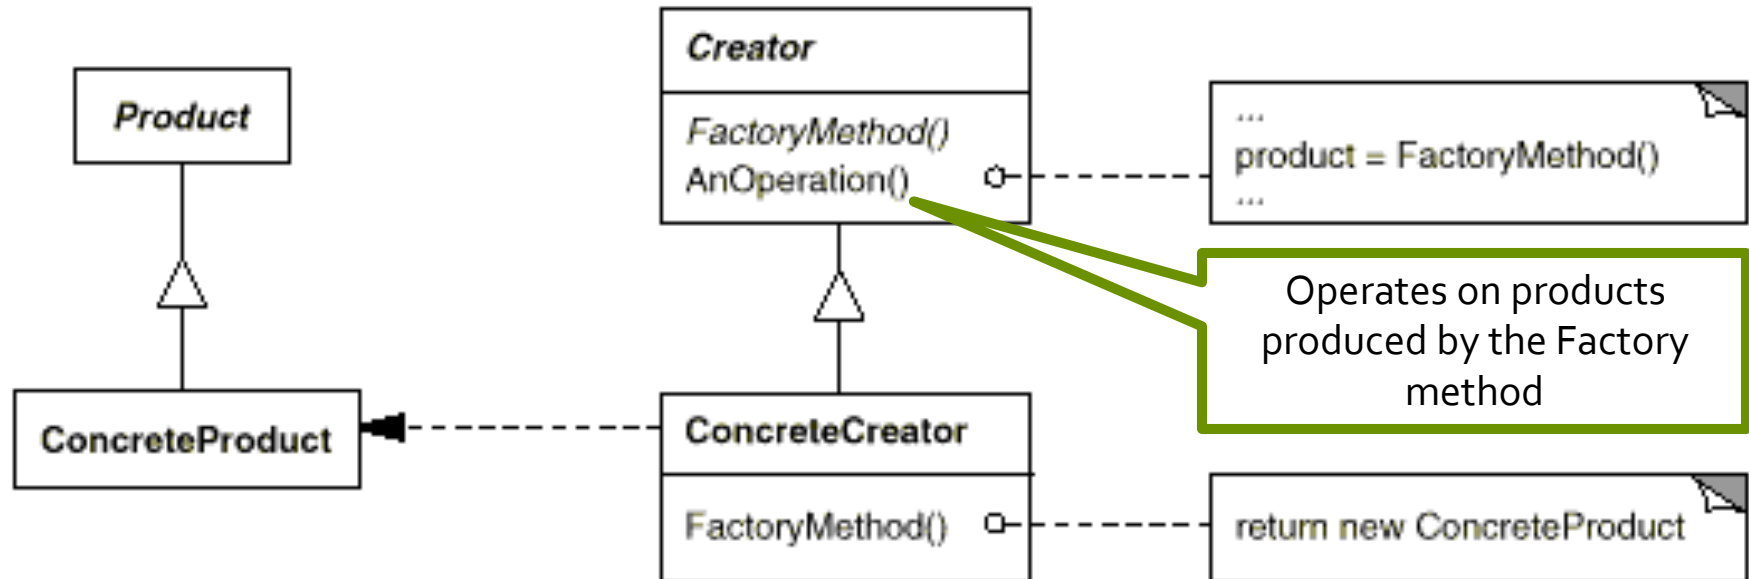 Product
ConcreteProduct
Creator
FactoryMethod()
AnOperation()
...
product = FactoryMethod()
...
Operates on products
produced by the Factory
method
ConcreteCreator
FactoryMethod()
return new ConcreteProduct